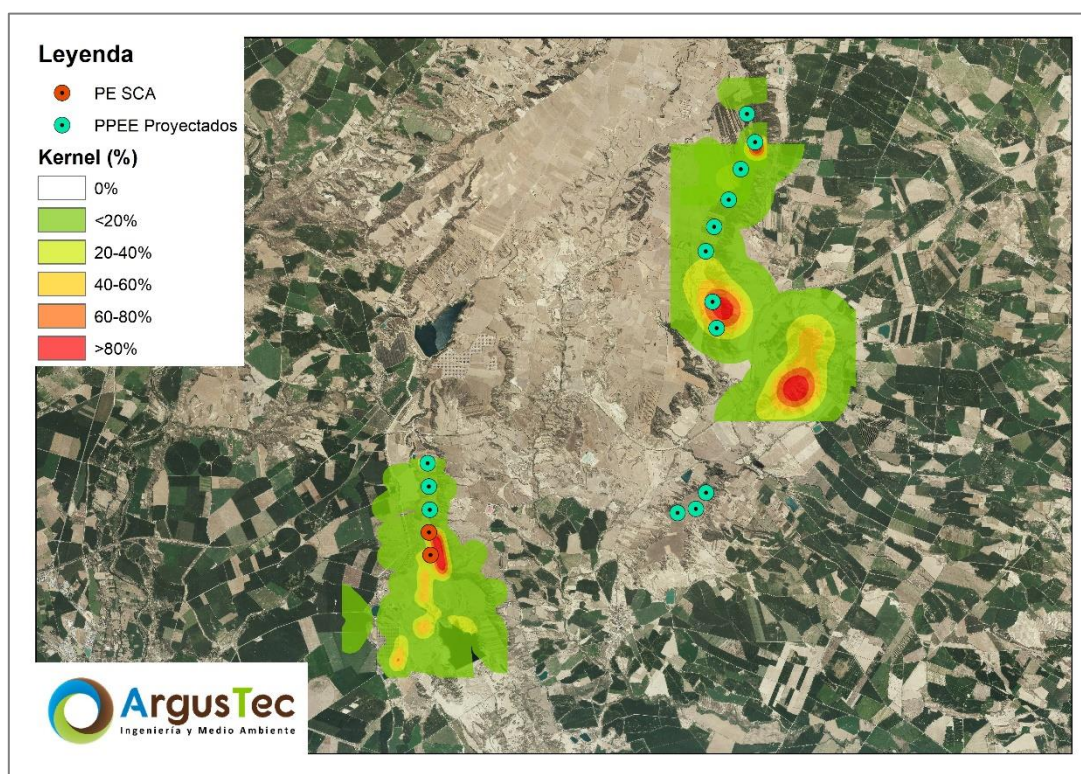 Leyenda
PE SCA
PPEE Proyectados
Kernel (%)
0%
<20%
20-40%
40-60%
60-80%
>80%
ArgusTec
Ingeniería y Medio Ambiente